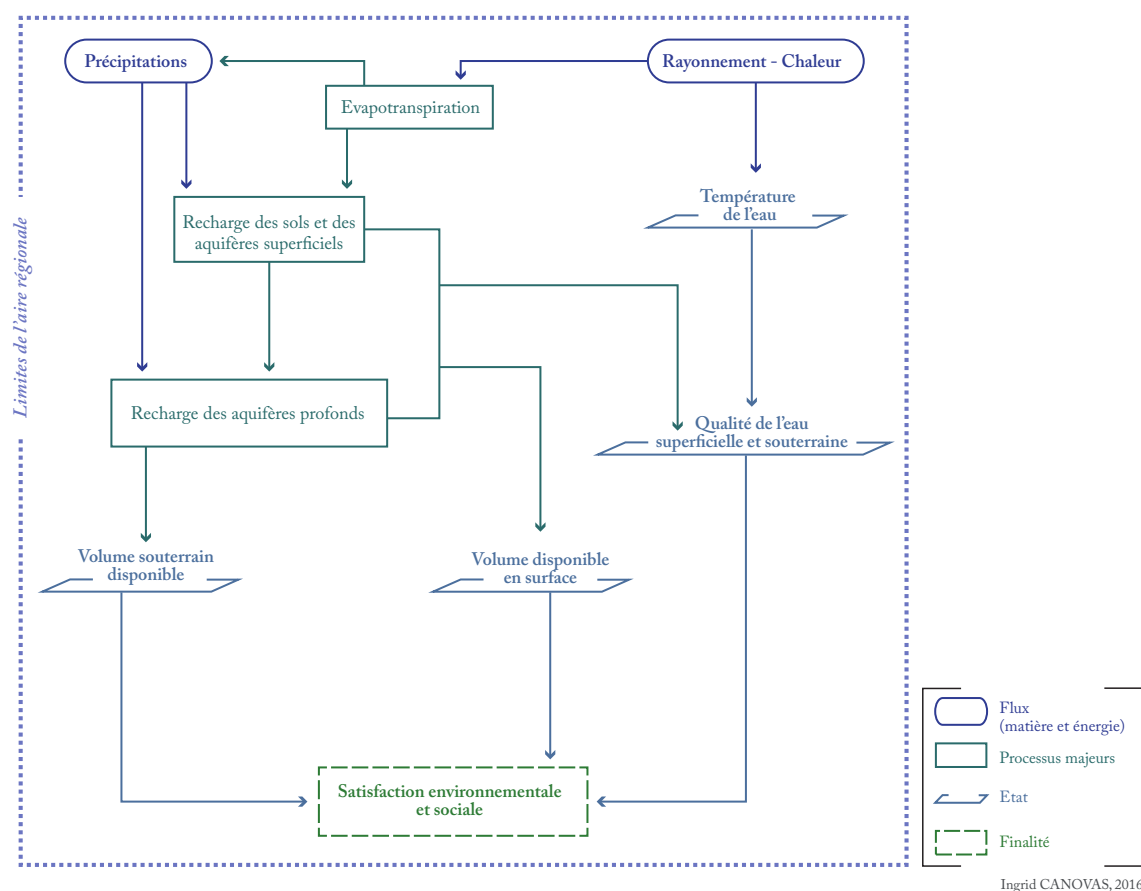 Précipitations
Rayonnement - Chaleur
Evapotranspiration
Température
de l'eau
Recharge des sols et des
aquifères superficiels
Limites de l'aire régionale
Recharge des aquifères profonds
Qualité de l'eau
superficielle et souterraine
Volume souterrain
disponible
Volume disponible
en surface
Satisfaction environnementale
et sociale
Flux
(matière et énergie)
Processus majeurs
Etat
Finalité
Ingrid CANOVAS, 2016